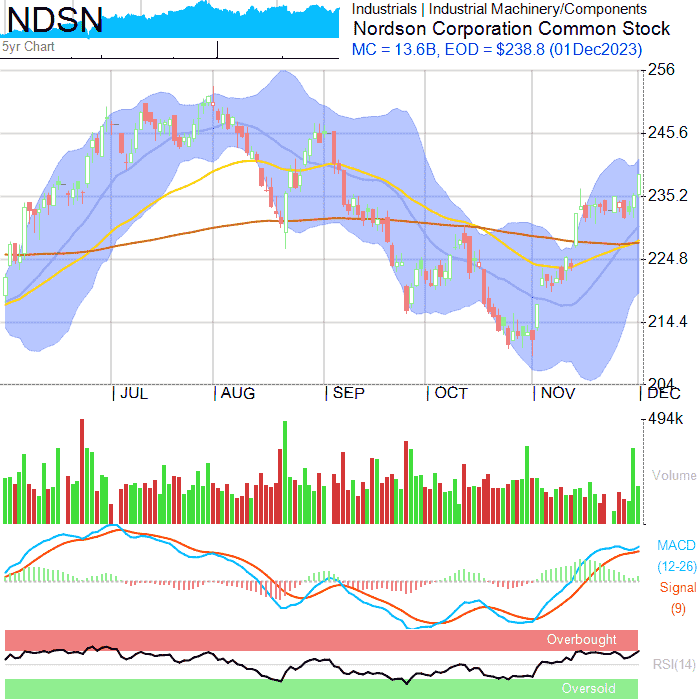 NDSN
5yr Chart
Industrials | Industrial Machinery/Components
Nordson Corporation Common Stock
MC = 13.6B, EOD = $238.8 (01Dec2023)
256
245.6
235.2
224.8
214.4
204
JUL
AUG
SEP
OCT
NOV
DEC
494k
Volume
MACD
(12-26)
Signal
(9)
Overbought
RSI(14)
Oversold